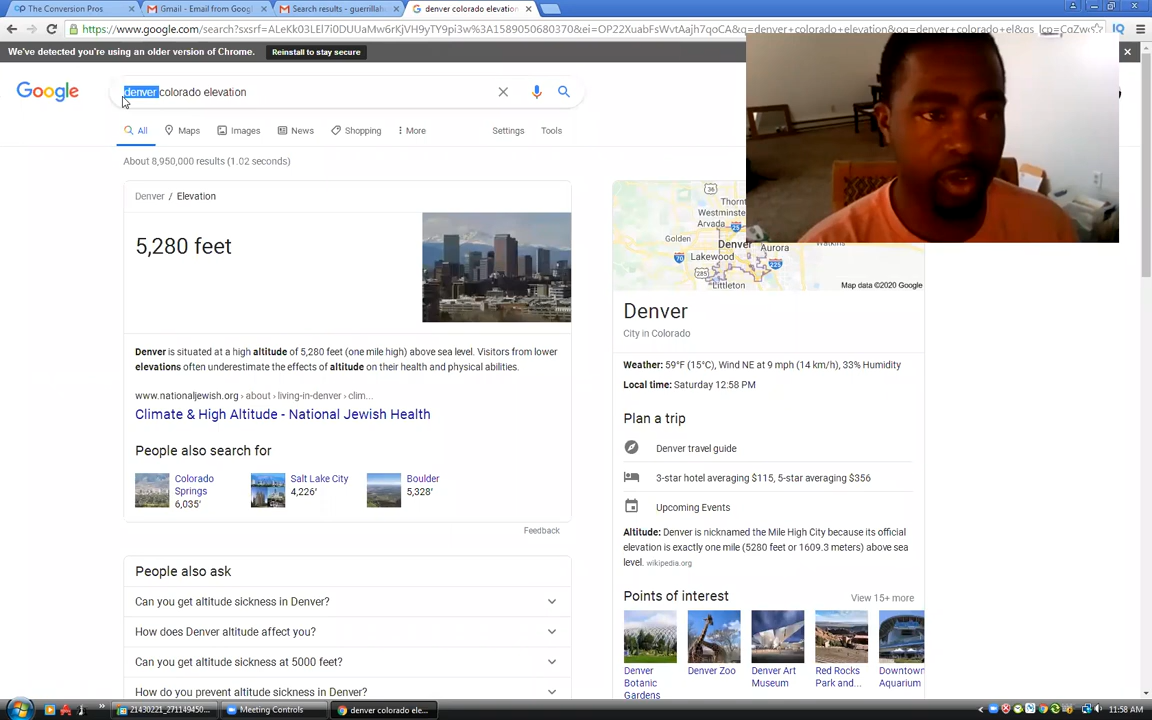 The Conversion Pros
Gmail - Email from Goog
Search results - guerrillah
denver colorado elevation
We've detected you're using an older version of Chrome.
Reinstall to stay secure
Google
denver colorado elevation
All
Maps
Images
News
Shopping
More
Settings
Tools
About 8,950,000 results (1.02 seconds)
Denver / Elevation
5,280 feet
Denver is situated at a high altitude of 5,280 feet (one mile high) above sea level. Visitors from lower
elevations often underestimate the effects of altitude on their health and physical abilities.
www.nationaljewish.org › about › living-in-denver › clim...
Climate & High Altitude - National Jewish Health
People also search for
Colorado
Springs
6,035'
Salt Lake City
4,226'
Boulder
5,328'
Feedback
People also ask
Can you get altitude sickness in Denver?
How does Denver altitude affect you?
Can you get altitude sickness at 5000 feet?
How do you prevent altitude sickness in Denver?
36
Thorn
Westminster
Arvada
25
Golden
Denver
Aurora
Watkins
70
Lakewood
225
285
Littleton
Map data ©2020 Google
Denver
City in Colorado
Weather: 59°F (15°C), Wind NE at 9 mph (14 km/h), 33% Humidity
Local time: Saturday 12:58 PM
Plan a trip
Denver travel guide
3-star hotel averaging $115, 5-star averaging $356
Upcoming Events
Altitude: Denver is nicknamed the Mile High City because its official
elevation is exactly one mile (5280 feet or 1609.3 meters) above sea
level. wikipedia.org
Points of interest
View 15+ more
Denver
Botanic
Gardens
Denver Zoo
Denver Art
Museum
Red Rocks
Park and...
Downtown
Aquarium
21430221_271149450...
Meeting Controls
denver colorado ele...
11:58 AM